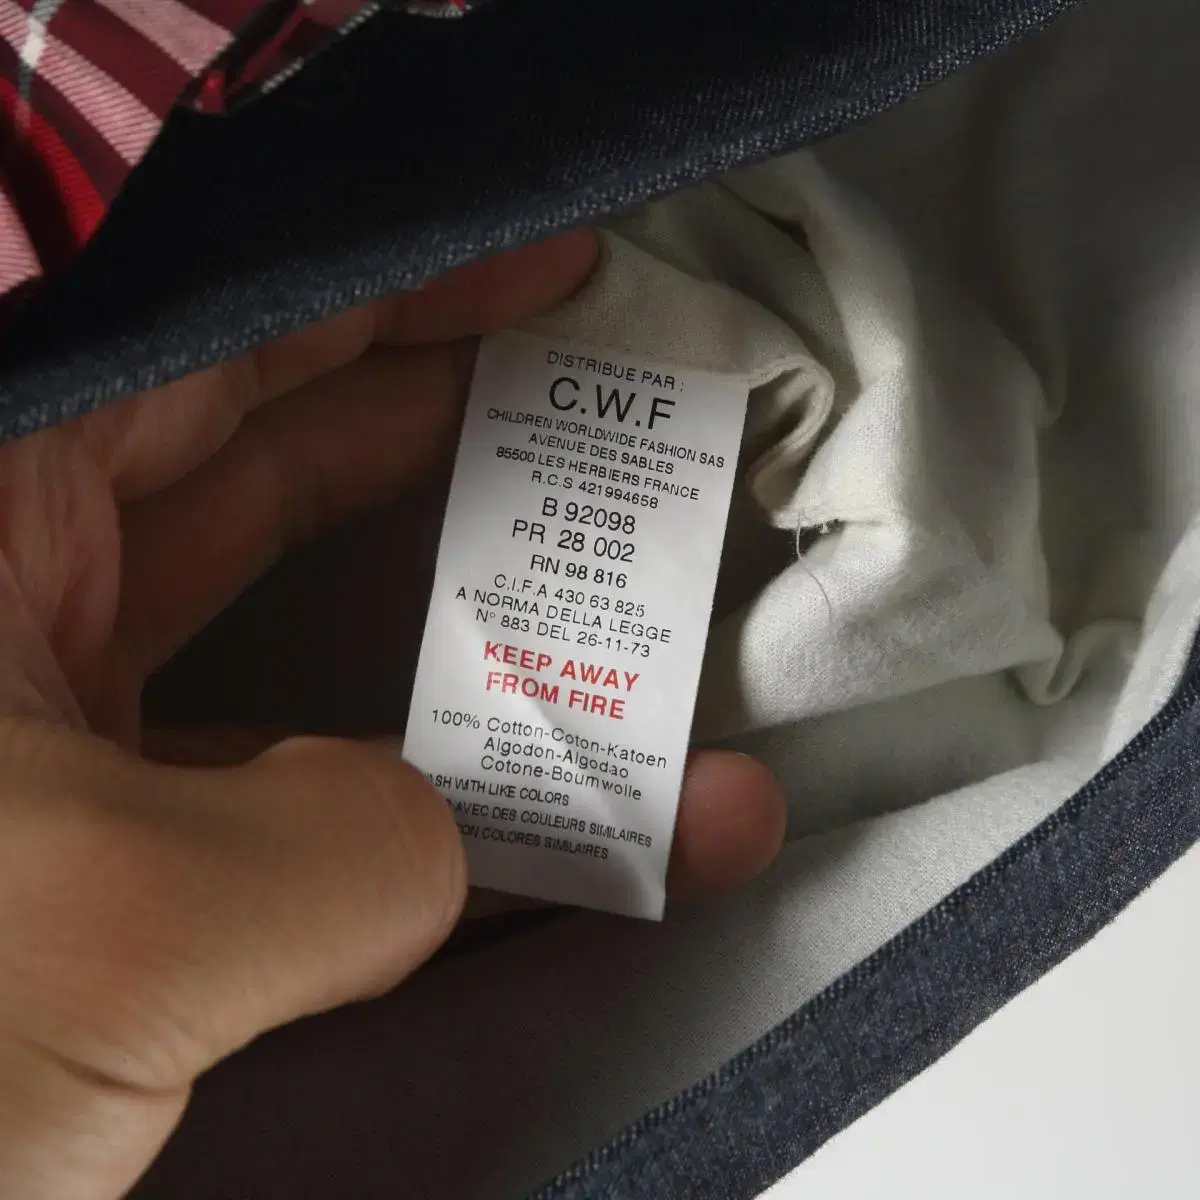 DISTRIBUE PAR :
C.W.F
CHILDREN WORLDWIDE FASHION SAS
AVENUE DES SABLES
85500 LES HERBIERS FRANCE
R.C.S 421994658
B 92098
PR 28 002
RN 98 816
C.I.F.A 430 63 825
A NORMA DELLA LEGGE
N° 883 DEL 26-11-73
KEEP AWAY
FROM FIRE
100% Cotton-Coton-Katoen
Algodon-Algodao
Cotone-Boumwolle
WITH LIKE COLORS
AVEC DES COULEURS SIMILAIRES
CON COLORES SIMILAIRES